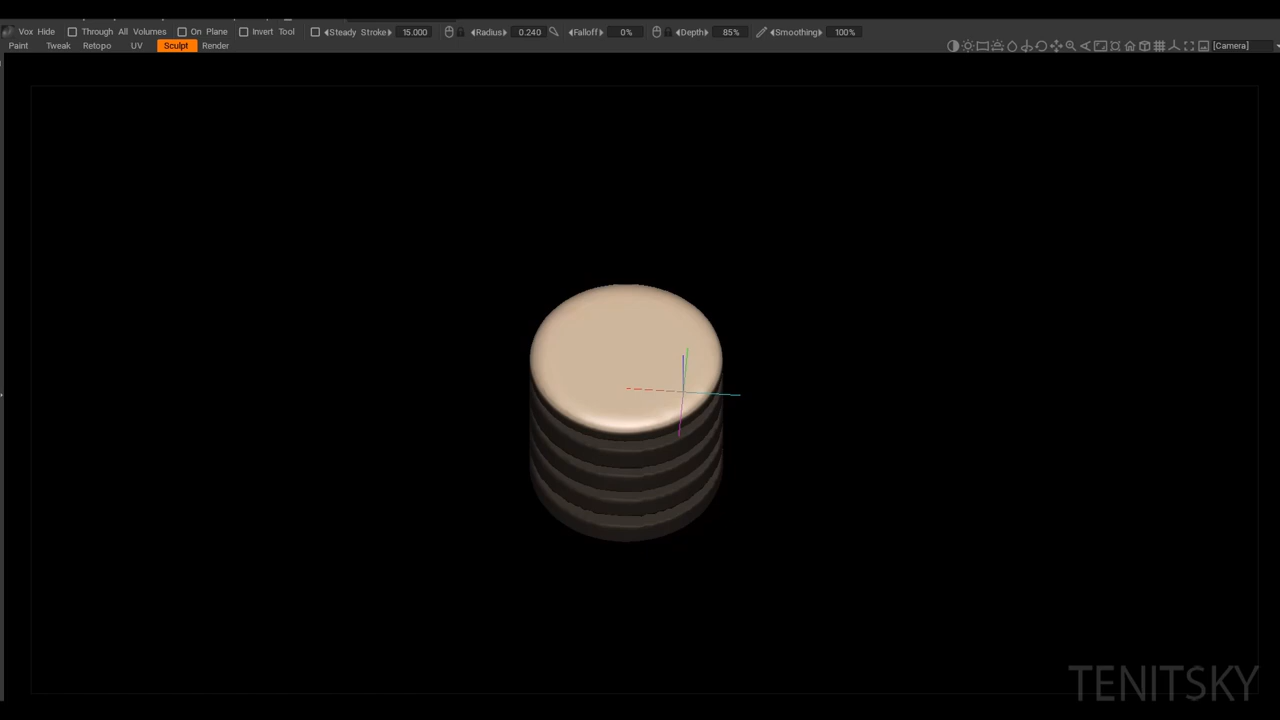 Vox Hide Through All Volumes On Plane Invert Tool Steady Stroke 15.000 Radius 0.240 Falloff 0% Depth 85% Smoothing 100%
Paint Tweak Retopo UV Sculpt Render [Camera]
TENITSKY